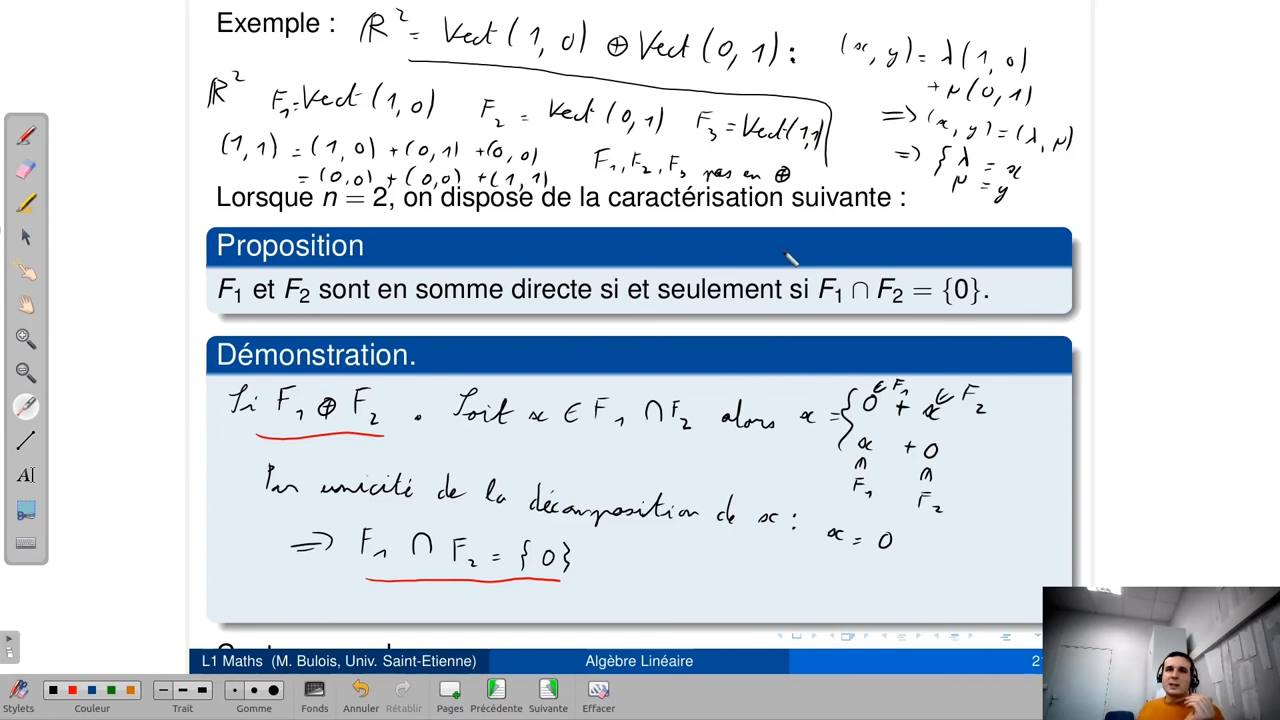 Exemple : ℝ² = Vect(1,0) ⊕ Vect(0,1) : (x,y) = λ(1,0)
+ μ(0,1)
⟹ (x,y) = (λ,μ)
⟹ { λ = x
μ = y
ℝ² F₁ = Vect(1,0) F₂ = Vect(0,1) F₃ = Vect(1,1)
(1,1) = (1,0) + (0,1) + (0,0)
= (0,0) + (0,0) + (1,1)
F₁, F₂, F₃ pas en ⊕
Lorsque n = 2, on dispose de la caractérisation suivante :
Proposition
F₁ et F₂ sont en somme directe si et seulement si F₁ ∩ F₂ = {0}.
Démonstration.
Si F₁ ⊕ F₂ . Soit x ∈ F₁ ∩ F₂ alors x = { 0 ∈ F₁ + x ∈ F₂
x + 0
∩ ∩
F₁ F₂
Par unicité de la décomposition de x : x = 0
⟹ F₁ ∩ F₂ = {0}
L1 Maths (M. Bulois, Univ. Saint-Etienne) Algèbre Linéaire
Stylets Couleur Trait Gomme Fonds Annuler Rétablir Pages Précédente Suivante Effacer